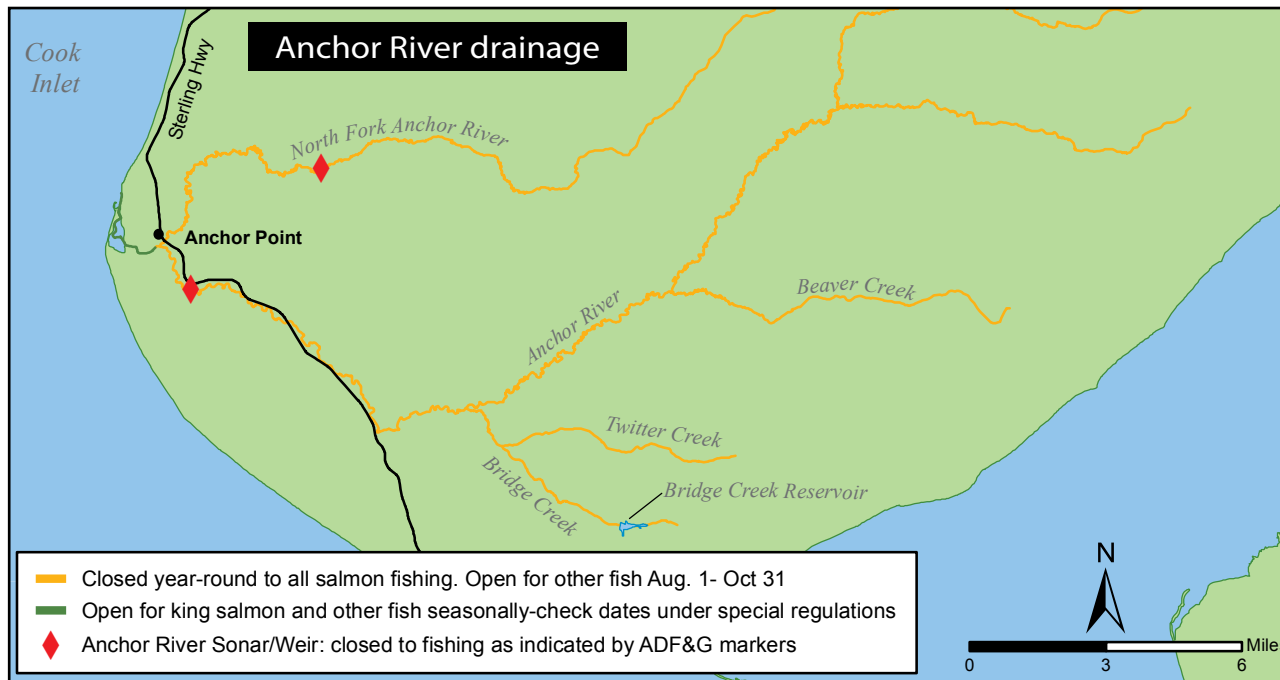 Anchor River drainage
Cook
Inlet
Sterling Hwy
North Fork Anchor River
Anchor Point
Beaver Creek
Anchor River
Twitter Creek
Bridge Creek
Bridge Creek Reservoir
Closed year-round to all salmon fishing. Open for other fish Aug. 1- Oct 31
Open for king salmon and other fish seasonally-check dates under special regulations
Anchor River Sonar/Weir: closed to fishing as indicated by ADF&G markers
N
Mile
0 3 6